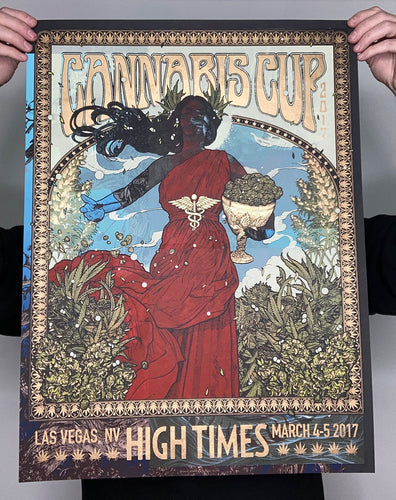 CANNABIS CUP
2017
LAS VEGAS, NV HIGH TIMES MARCH 4-5 2017